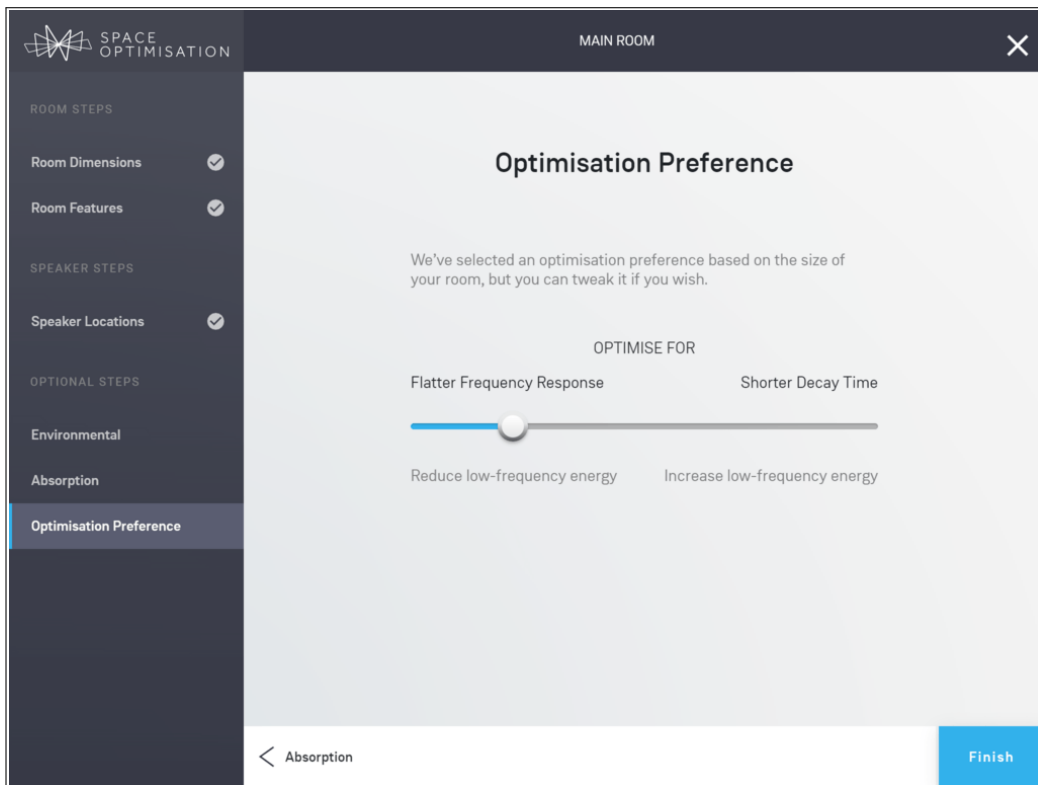 SPACE
OPTIMISATION
MAIN ROOM
ROOM STEPS
Room Dimensions
Room Features
SPEAKER STEPS
Speaker Locations
OPTIONAL STEPS
Environmental
Absorption
Optimisation Preference
Optimisation Preference
We've selected an optimisation preference based on the size of
your room, but you can tweak it if you wish.
OPTIMISE FOR
Flatter Frequency Response
Shorter Decay Time
Reduce low-frequency energy
Increase low-frequency energy
Absorption
Finish